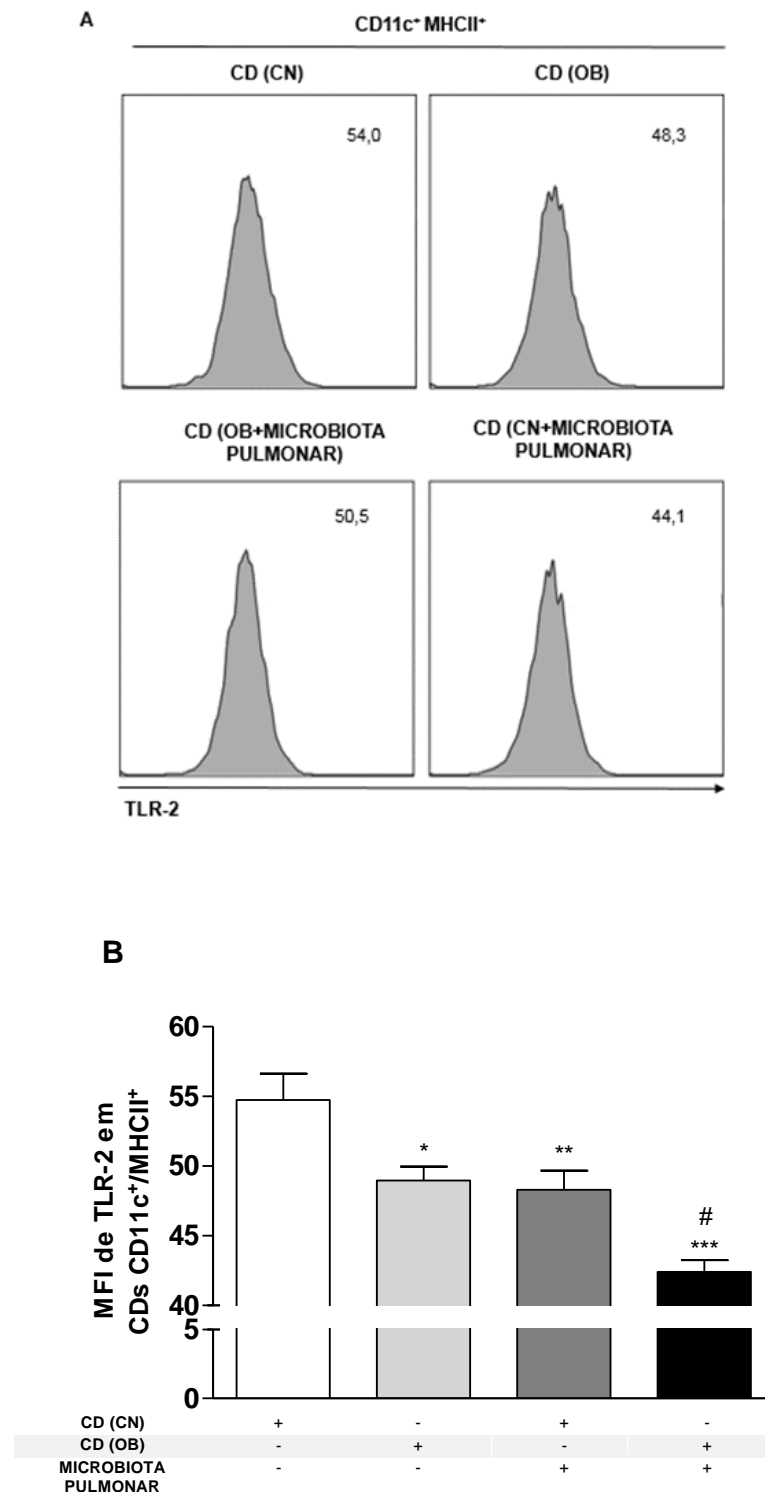 A
CD11c⁺ MHCII⁺
CD (CN)
CD (OB)
54,0
48,3
CD (OB+MICROBIOTA
PULMONAR)
CD (CN+MICROBIOTA
PULMONAR)
50,5
44,1
TLR-2
B
MFI de TLR-2 em
CDs CD11c⁺/MHCII⁺
60
55
50
45
40
5
0
*
**
#
***
CD (CN) + - + -
CD (OB) - + - +
MICROBIOTA
PULMONAR - - + +